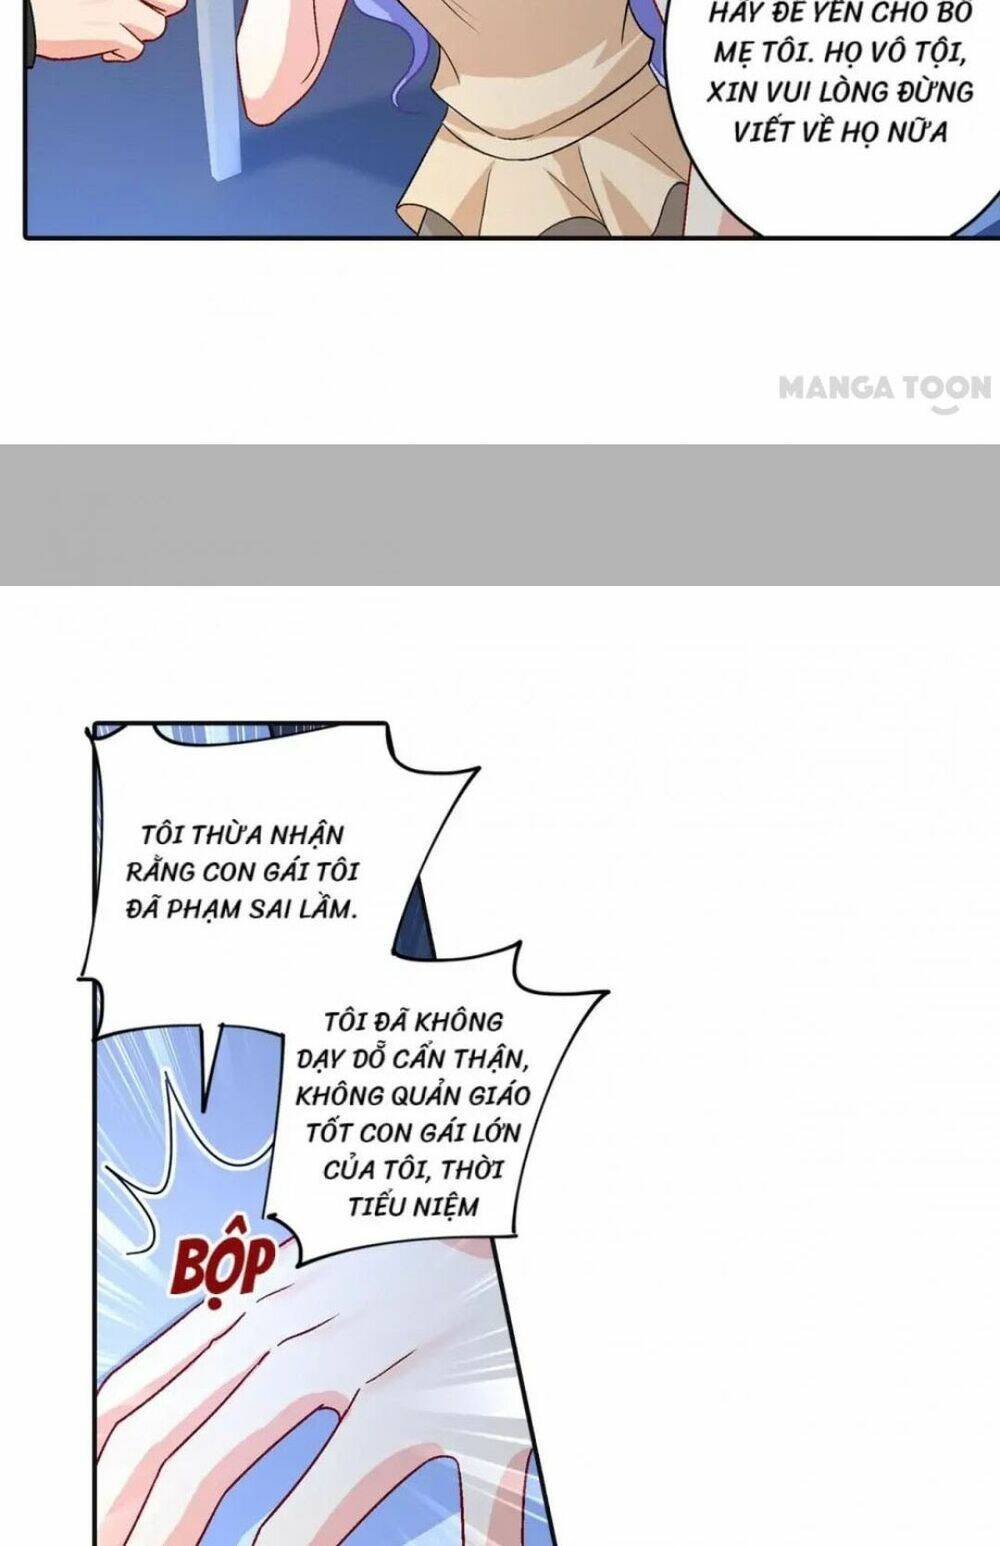 HÃY ĐỂ YÊN CHO BỐ
MẸ TÔI. HỌ VÔ TỘI,
XIN VUI LÒNG ĐỪNG
VIẾT VỀ HỌ NỮA
MANGA TOON
TÔI THỪA NHẬN
RẰNG CON GÁI TÔI
ĐÃ PHẠM SAI LẦM.
TÔI ĐÃ KHÔNG
DẠY DỖ CẨN THẬN,
KHÔNG QUẢN GIÁO
TỐT CON GÁI LỚN
CỦA TÔI, THỜI
TIỂU NIỆM
BỘP